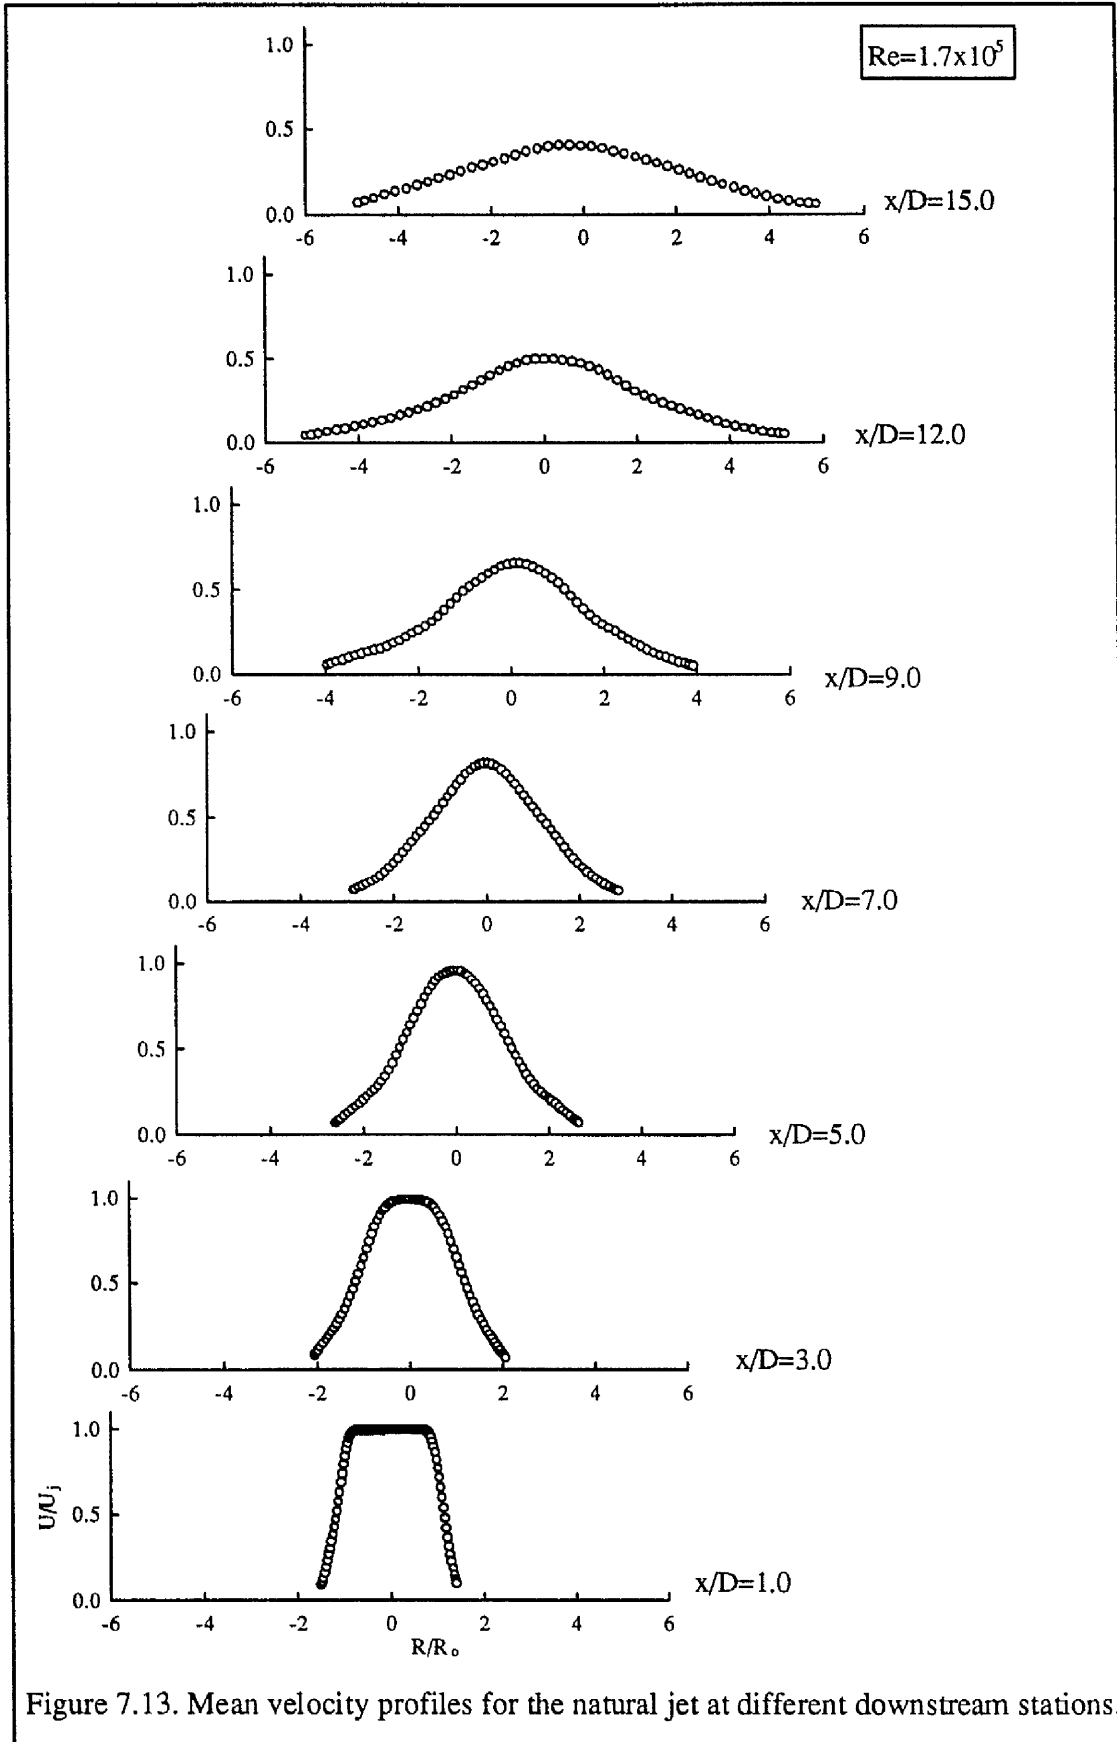 Re=1.7x10⁵
1.0
0.5
0.0
-6 -4 -2 0 2 4 6
x/D=15.0
1.0
0.5
0.0
-6 -4 -2 0 2 4 6
x/D=12.0
1.0
0.5
0.0
-6 -4 -2 0 2 4 6
x/D=9.0
1.0
0.5
0.0
-6 -4 -2 0 2 4 6
x/D=7.0
1.0
0.5
0.0
-6 -4 -2 0 2 4 6
x/D=5.0
1.0
0.5
0.0
-6 -4 -2 0 2 4 6
x/D=3.0
1.0
0.5
0.0
U/Uj
-6 -4 -2 0 2 4 6
R/Ro
x/D=1.0
Figure 7.13. Mean velocity profiles for the natural jet at different downstream stations.